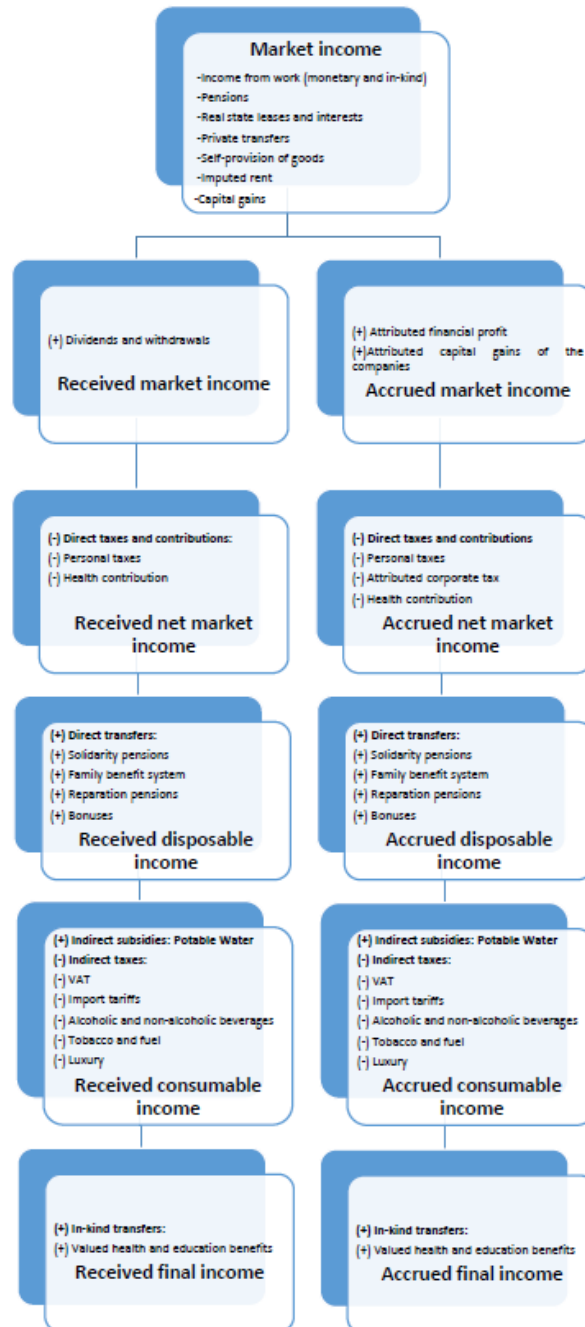 Market income
-Income from work (monetary and in-kind)
-Pensions
-Real state leases and interests
-Private transfers
-Self-provision of goods
-Imputed rent
-Capital gains
(+) Dividends and withdrawals
Received market income
(+) Attributed financial profit
(+)Attributed capital gains of the
companies
Accrued market income
(-) Direct taxes and contributions:
(-) Personal taxes
(-) Health contribution
Received net market
income
(-) Direct taxes and contributions
(-) Personal taxes
(-) Attributed corporate tax
(-) Health contribution
Accrued net market
income
(+) Direct transfers:
(+) Solidarity pensions
(+) Family benefit system
(+) Reparation pensions
(+) Bonuses
Received disposable
income
(+) Direct transfers:
(+) Solidarity pensions
(+) Family benefit system
(+) Reparation pensions
(+) Bonuses
Accrued disposable
income
(+) Indirect subsidies: Potable Water
(-) Indirect taxes:
(-) VAT
(-) Import tariffs
(-) Alcoholic and non-alcoholic beverages
(-) Tobacco and fuel
(-) Luxury
Received consumable
income
(+) Indirect subsidies: Potable Water
(-) Indirect taxes:
(-) VAT
(-) Import tariffs
(-) Alcoholic and non-alcoholic beverages
(-) Tobacco and fuel
(-) Luxury
Accrued consumable
income
(+) In-kind transfers:
(+) Valued health and education benefits
Received final income
(+) In-kind transfers:
(+) Valued health and education benefits
Accrued final income